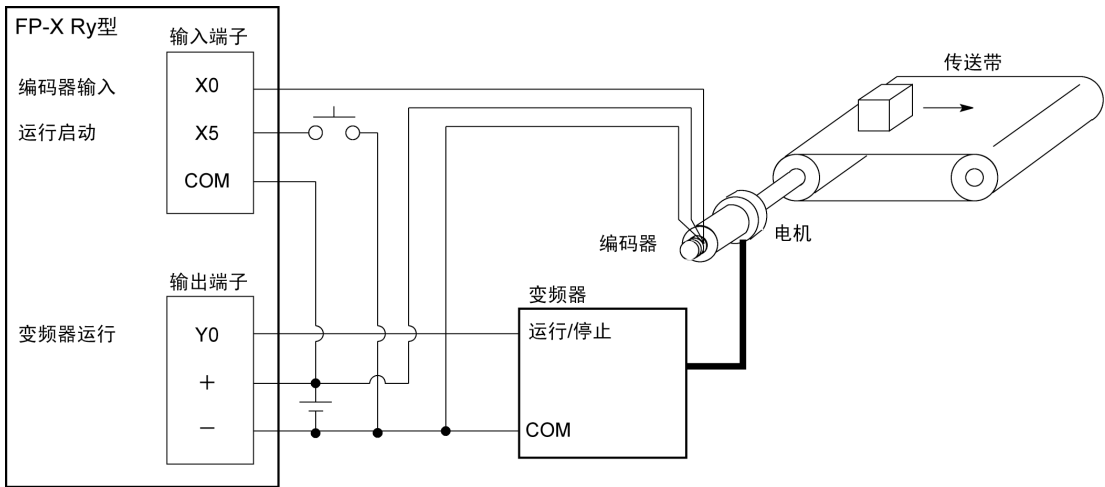 FP-X Ry型
输入端子
编码器输入
X0
运行启动
X5
COM
传送带
编码器
电机
输出端子
变频器
变频器运行
Y0
运行/停止
+
−
COM